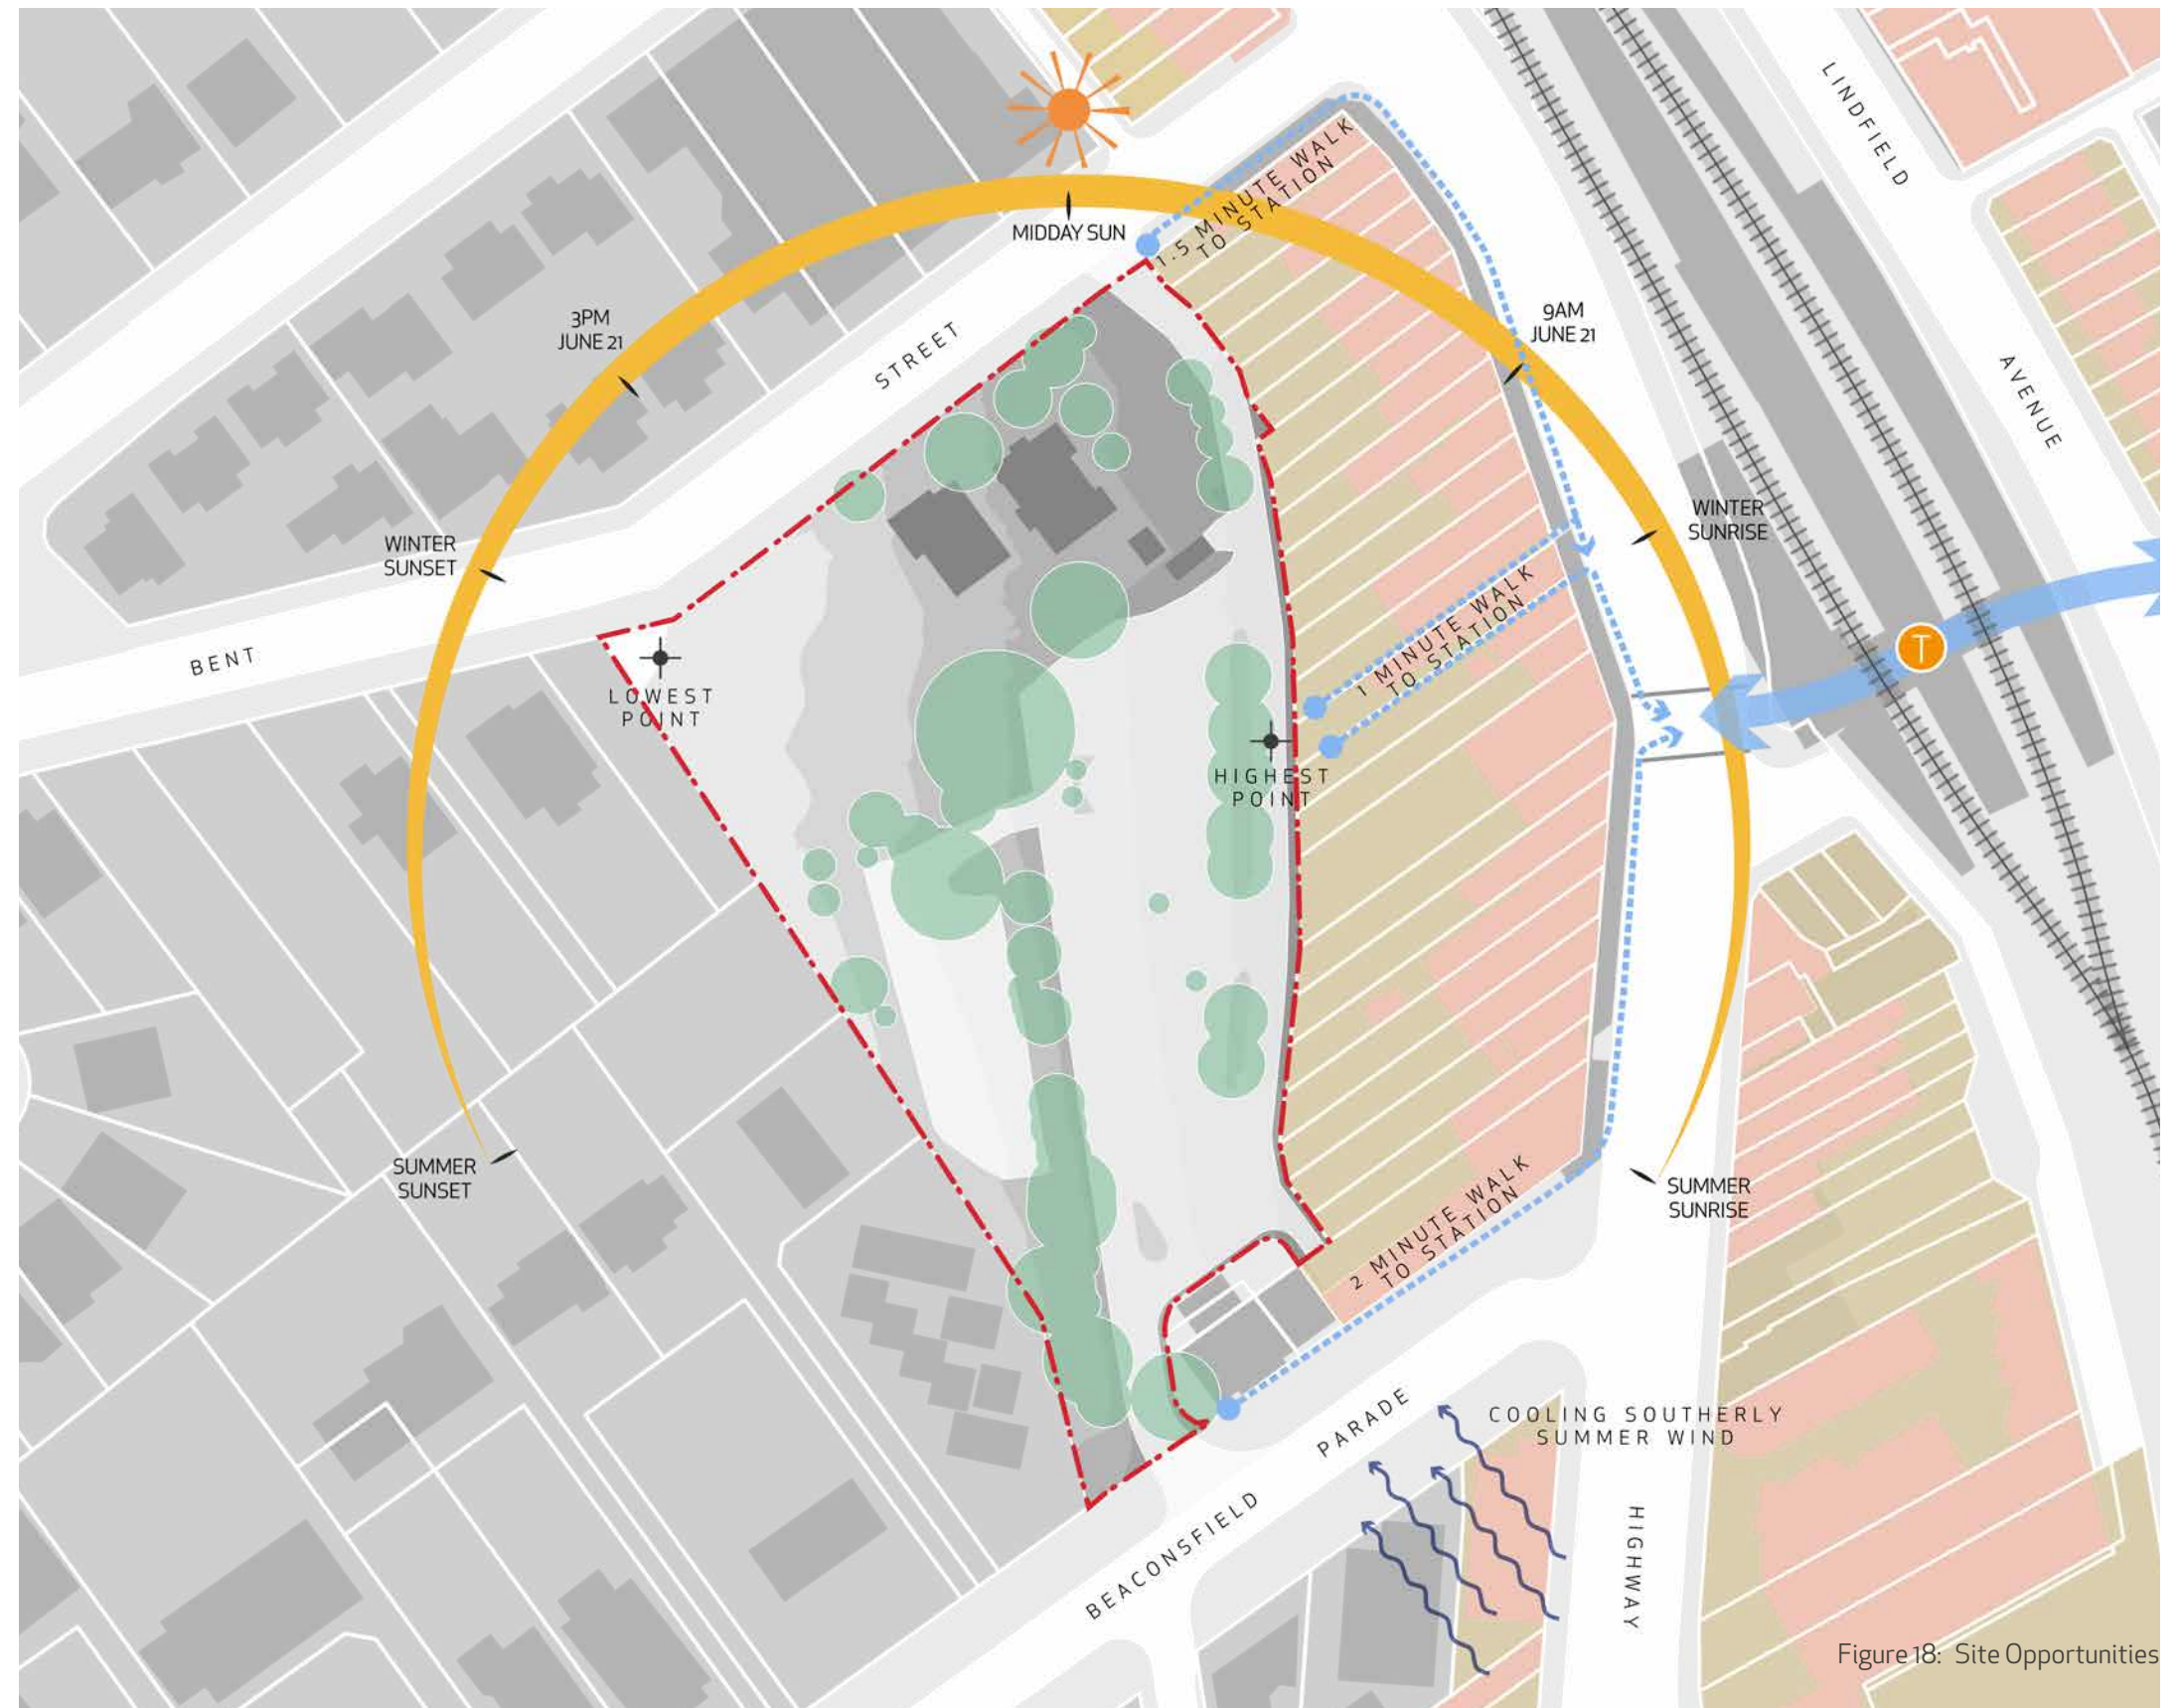 LINDFIELD
AVENUE
1.5 MINUTE WALK
TO STATION
MIDDAY SUN
3PM
JUNE 21
9AM
JUNE 21
STREET
WINTER
SUNSET
WINTER
SUNRISE
BENT
1 MINUTE WALK
TO STATION
T
LOWEST
POINT
HIGHEST
POINT
SUMMER
SUNSET
SUMMER
SUNRISE
2 MINUTE WALK
TO STATION
BEACONSFIELD
PARADE
COOLING SOUTHERLY
SUMMER WIND
HIGHWAY
Figure 18: Site Opportunities